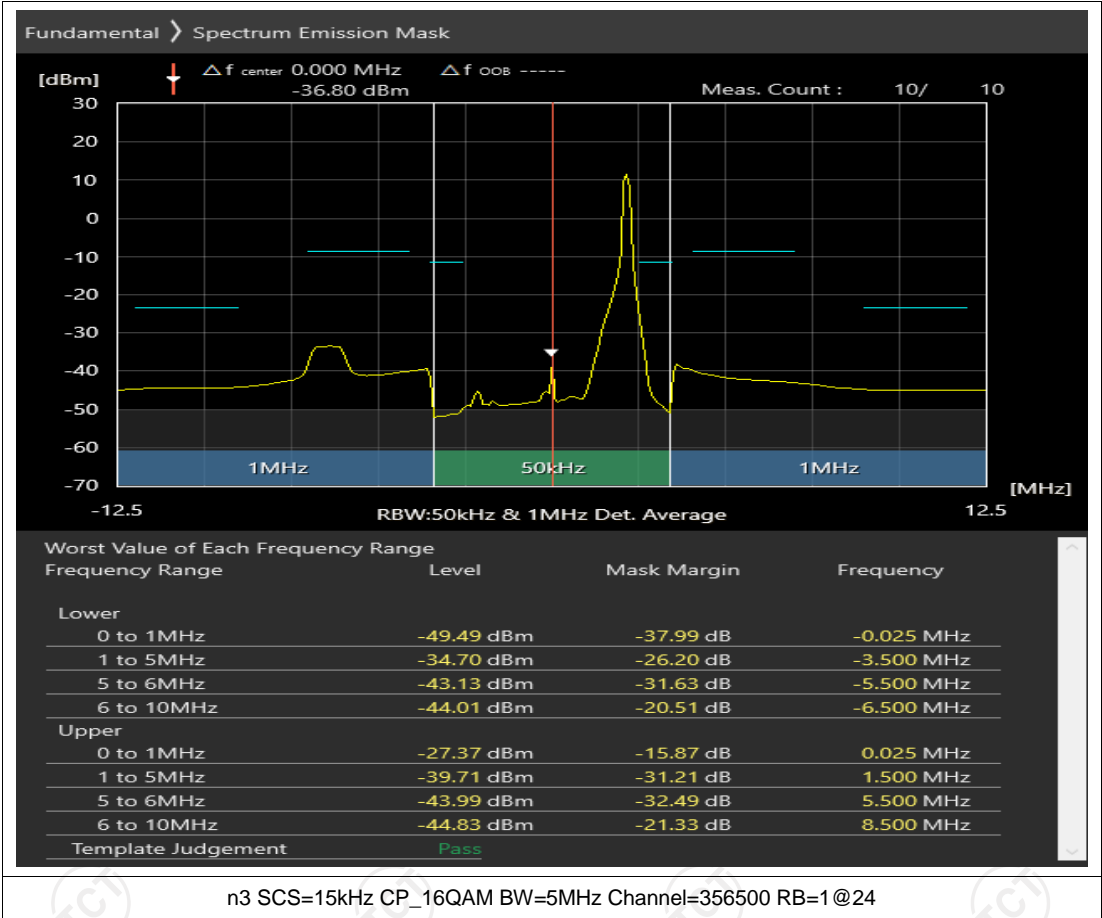 Fundamental 〉 Spectrum Emission Mask
[dBm] △f center 0.000 MHz △f OOB -----
-36.80 dBm Meas. Count : 10/ 10
30
20
10
0
-10
-20
-30
-40
-50
-60
1MHz 50kHz 1MHz
-70
[MHz]
-12.5 RBW:50kHz & 1MHz Det. Average 12.5
Worst Value of Each Frequency Range
Frequency Range Level Mask Margin Frequency
Lower
0 to 1MHz -49.49 dBm -37.99 dB -0.025 MHz
1 to 5MHz -34.70 dBm -26.20 dB -3.500 MHz
5 to 6MHz -43.13 dBm -31.63 dB -5.500 MHz
6 to 10MHz -44.01 dBm -20.51 dB -6.500 MHz
Upper
0 to 1MHz -27.37 dBm -15.87 dB 0.025 MHz
1 to 5MHz -39.71 dBm -31.21 dB 1.500 MHz
5 to 6MHz -43.99 dBm -32.49 dB 5.500 MHz
6 to 10MHz -44.83 dBm -21.33 dB 8.500 MHz
Template Judgement Pass
n3 SCS=15kHz CP_16QAM BW=5MHz Channel=356500 RB=1@24
TCT TCT TCT TCT